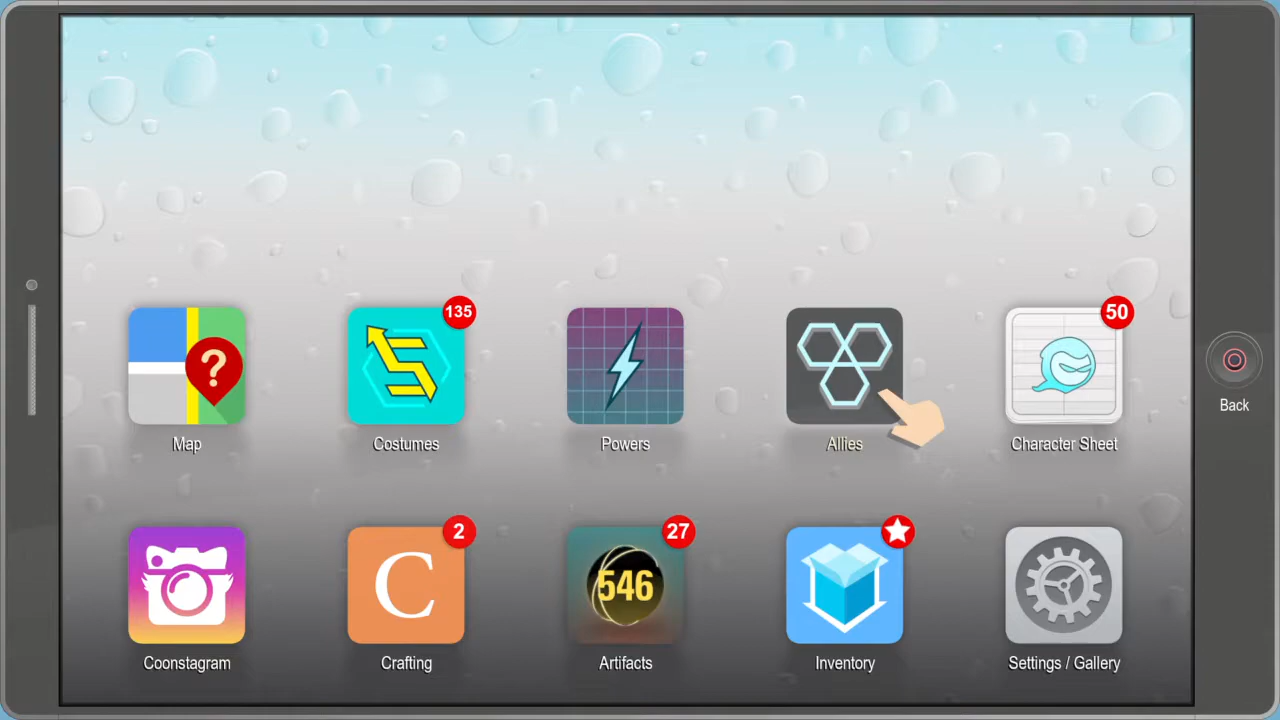 135
50
?
Map
Costumes
Powers
Allies
Character Sheet
Back
2
27
C
546
Coonstagram
Crafting
Artifacts
Inventory
Settings / Gallery